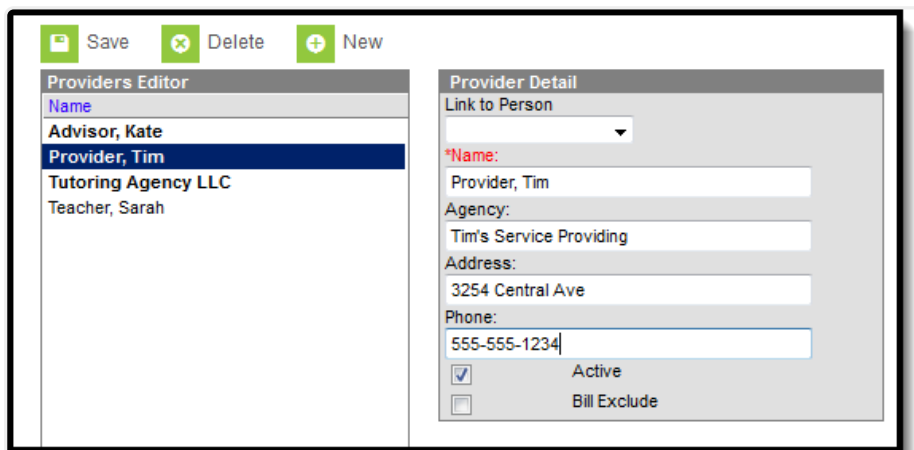 Save Delete New
Providers Editor
Name
Advisor, Kate
Provider, Tim
Tutoring Agency LLC
Teacher, Sarah
Provider Detail
Link to Person
*Name:
Provider, Tim
Agency:
Tim's Service Providing
Address:
3254 Central Ave
Phone:
555-555-1234
Active
Bill Exclude